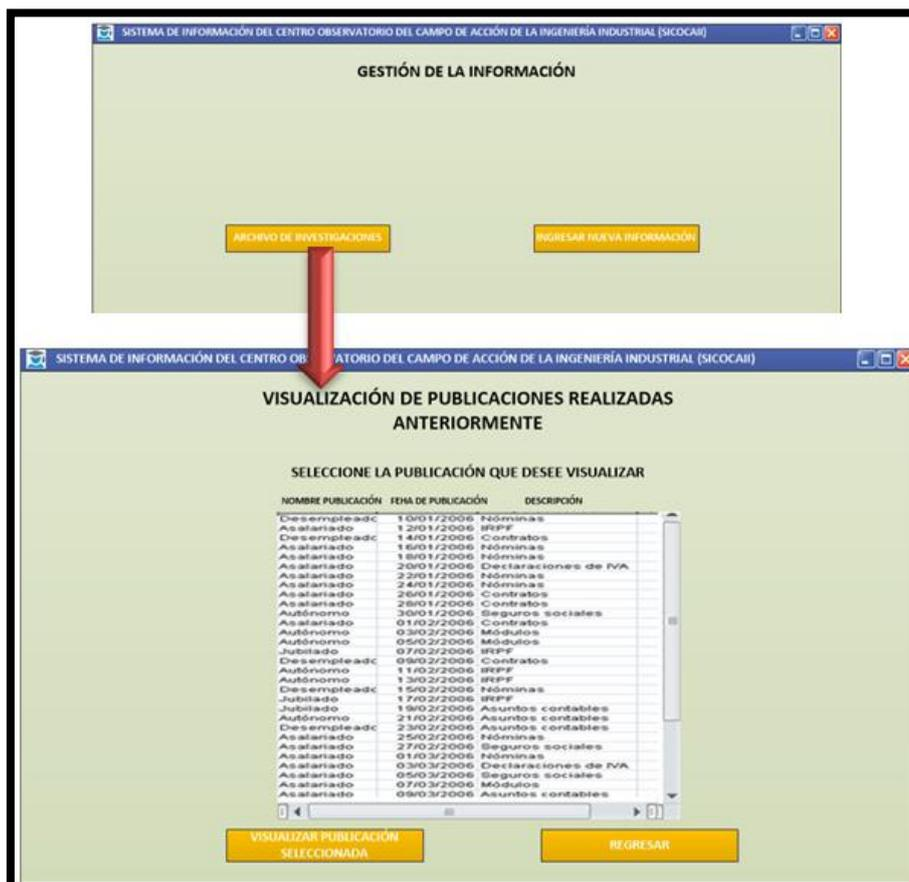 SISTEMA DE INFORMACIÓN DEL CENTRO OBSERVATORIO DEL CAMPO DE ACCIÓN DE LA INGENIERÍA INDUSTRIAL (SICOCAII)
GESTIÓN DE LA INFORMACIÓN
ARCHIVO DE INVESTIGACIONES INGRESAR NUEVA INFORMACIÓN
SISTEMA DE INFORMACIÓN DEL CENTRO OB VATORIO DEL CAMPO DE ACCIÓN DE LA INGENIERÍA INDUSTRIAL (SICOCAII)
VISUALIZACIÓN DE PUBLICACIONES REALIZADAS
ANTERIORMENTE
SELECCIONE LA PUBLICACIÓN QUE DESEE VISUALIZAR
NOMBRE PUBLICACIÓN FEHA DE PUBLICACIÓN DESCRIPCIÓN
Desempleadc 10/01/2006 Nóminas
Asalariado 12/01/2006 IRPF
Desempleadc 14/01/2006 Contratos
Asalariado 16/01/2006 Nóminas
Asalariado 18/01/2006 Nóminas
Asalariado 20/01/2006 Declaraciones de IVA
Asalariado 22/01/2006 Nóminas
Asalariado 24/01/2006 Nóminas
Asalariado 26/01/2006 Contratos
Asalariado 28/01/2006 Contratos
Autónomo 30/01/2006 Seguros sociales
Asalariado 01/02/2006 Contratos
Autónomo 03/02/2006 Módulos
Autónomo 05/02/2006 Módulos
Jubilado 07/02/2006 IRPF
Desempleadc 09/02/2006 Contratos
Autónomo 11/02/2006 IRPF
Autónomo 13/02/2006 IRPF
Desempleadc 15/02/2006 Nóminas
Jubilado 17/02/2006 IRPF
Jubilado 19/02/2006 Asuntos contables
Autónomo 21/02/2006 Asuntos contables
Desempleadc 23/02/2006 Asuntos contables
Asalariado 25/02/2006 Nóminas
Asalariado 27/02/2006 Seguros sociales
Asalariado 01/03/2006 Nóminas
Asalariado 03/03/2006 Declaraciones de IVA
Asalariado 05/03/2006 Seguros sociales
Asalariado 07/03/2006 Módulos
Asalariado 09/03/2006 Asuntos contables
VISUALIZAR PUBLICACIÓN
SELECCIONADA
REGRESAR